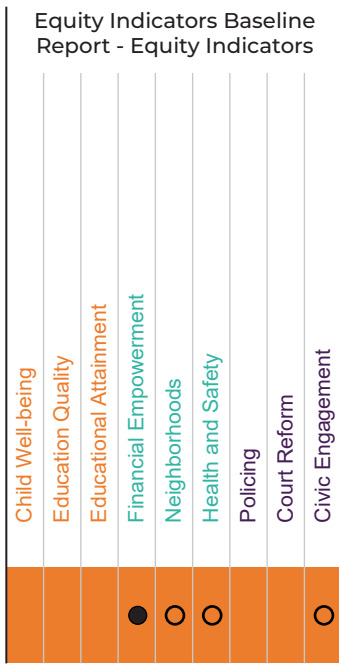 Equity Indicators Baseline
Report - Equity Indicators
Child Well-being
Education Quality
Educational Attainment
Financial Empowerment
Neighborhoods
Health and Safety
Policing
Court Reform
Civic Engagement